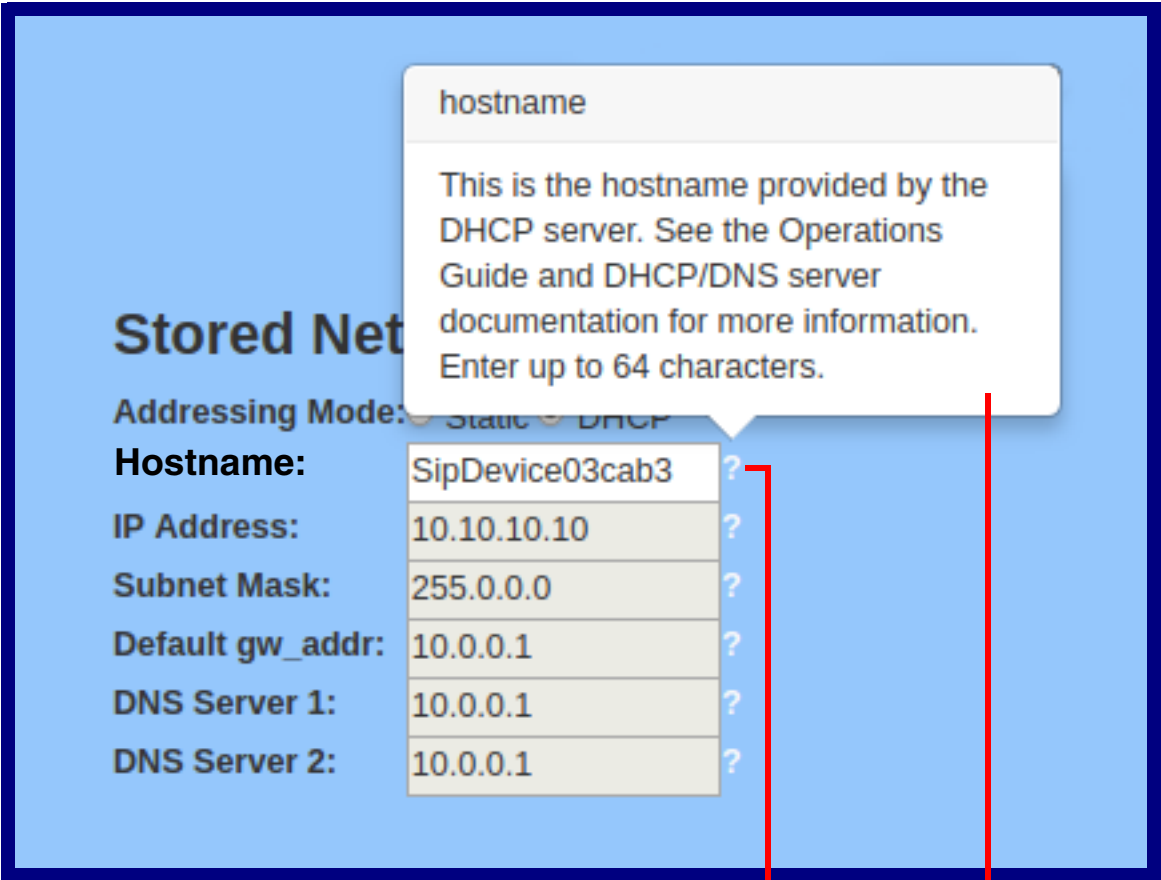 hostname
This is the hostname provided by the
DHCP server. See the Operations
Guide and DHCP/DNS server
documentation for more information.
Enter up to 64 characters.
Stored Net
Addressing Mode: Static DHCP
Hostname: SipDevice03cab3 ?
IP Address: 10.10.10.10 ?
Subnet Mask: 255.0.0.0 ?
Default gw_addr: 10.0.0.1 ?
DNS Server 1: 10.0.0.1 ?
DNS Server 2: 10.0.0.1 ?